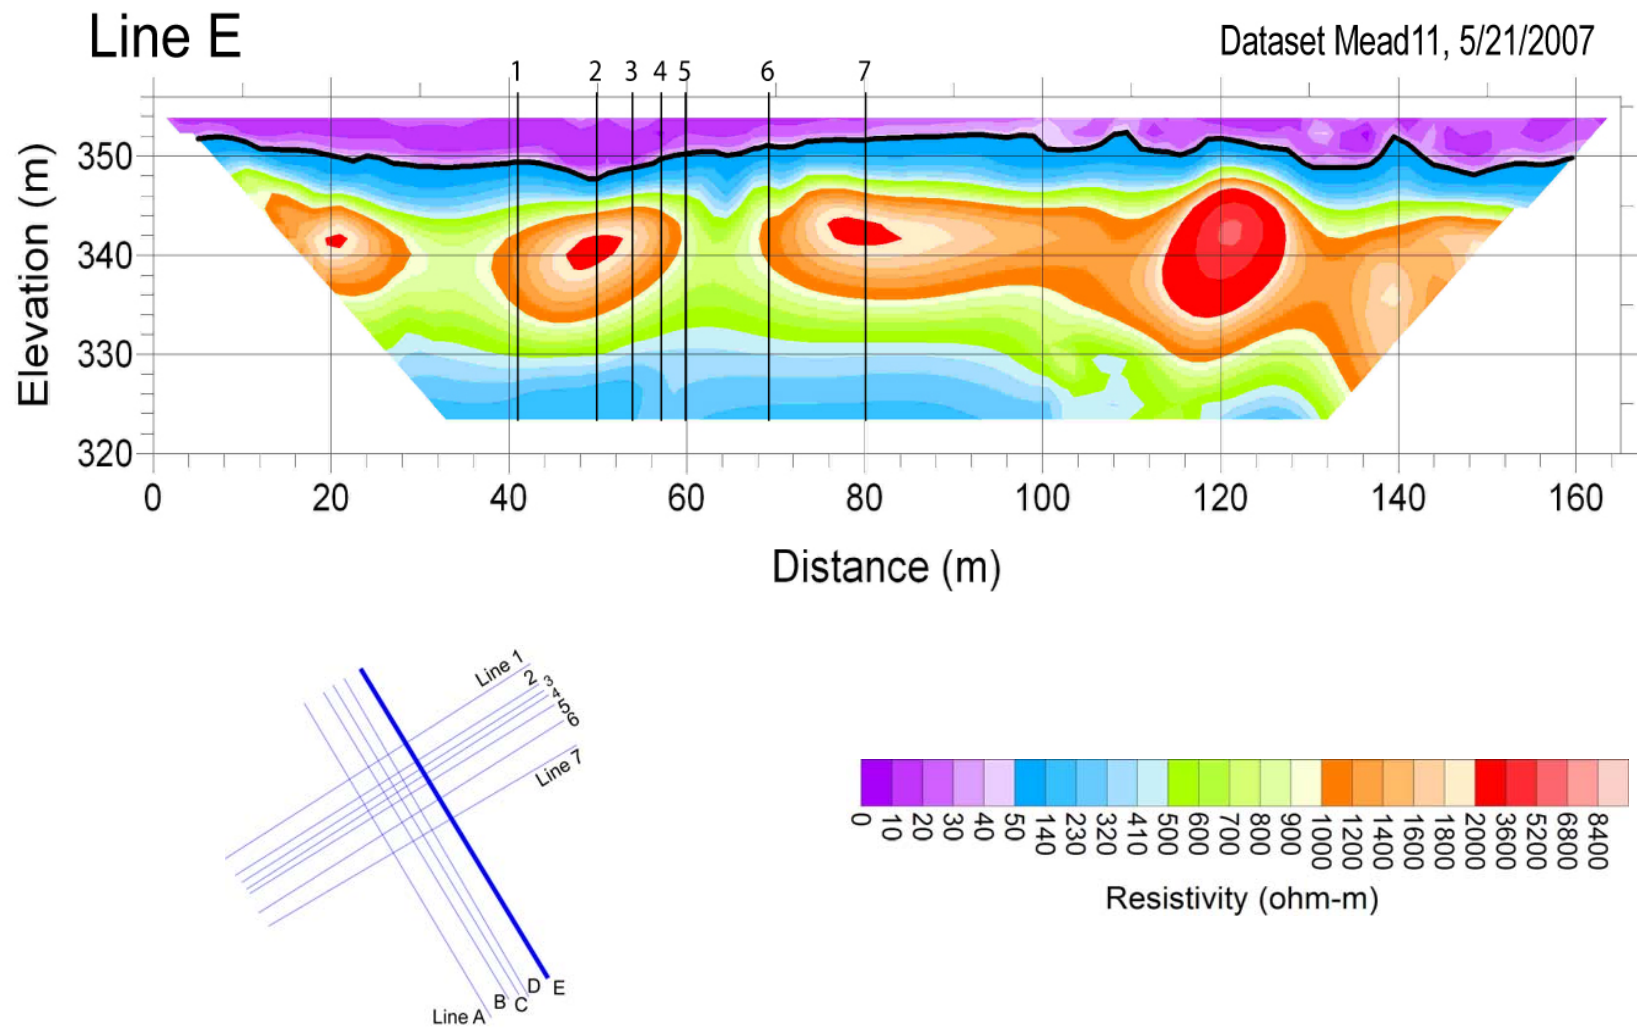 Line E
Dataset Mead11, 5/21/2007
1 2 3 4 5 6 7
Elevation (m)
350
340
330
320
0 20 40 60 80 100 120 140 160
Distance (m)
Line 1
2
3
4
5
6
Line 7
Line A
B
C
D
E
0 10 20 30 40 50 140 230 320 410 500 600 700 800 900 1000 1200 1400 1600 1800 2000 3600 5200 6800 8400
Resistivity (ohm-m)